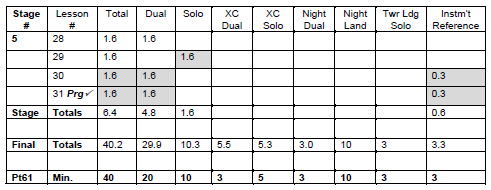 Stage # Lesson # Total Dual Solo XC Dual XC Solo Night Dual Night Land Twr Ldg Solo Instm't Reference
5 28 1.6 1.6
29 1.6 1.6
30 1.6 1.6 0.3
31 Prg✓ 1.6 1.6 0.3
Stage Totals 6.4 4.8 1.6 0.6
Final Totals 40.2 29.9 10.3 5.5 5.3 3.0 10 3 3.3
Pt61 Min. 40 20 10 3 5 3 10 3 3